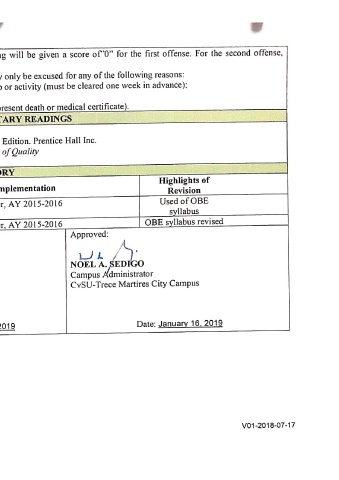 g will be given a score of"0" for the first offense. For the second offense,
y only be excused for any of the following reasons:
o or activity (must be cleared one week in advance);
resent death or medical certificate).
TARY READINGS
Edition. Prentice Hall Inc.
of Quality
ORY
mplementation
Highlights of
Revision
r, AY 2015-2016
Used of OBE
syllabus
r, AY 2015-2016
OBE syllabus revised
Approved:
NOEL A. SEDIGO
Campus Administrator
CvSU-Trece Martires City Campus
2019
Date: January 16, 2019
V01-2018-07-17